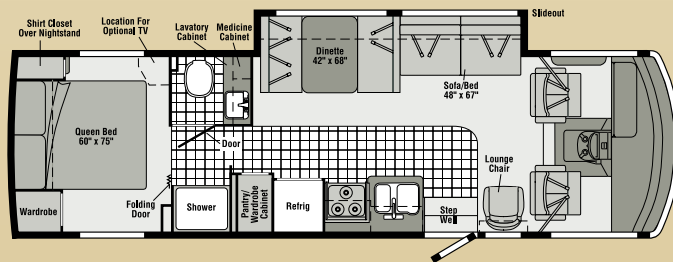 Shirt Closet
Over Nightstand
Location For
Optional TV
Lavatory
Cabinet
Medicine
Cabinet
Slideout
Dinette
42" x 68"
Sofa/Bed
48" x 67"
Queen Bed
60" x 75"
Door
Lounge
Chair
Folding
Door
Wardrobe
Shower
Pantry/
Wardrobe
Cabinet
Refrig
Step
Well